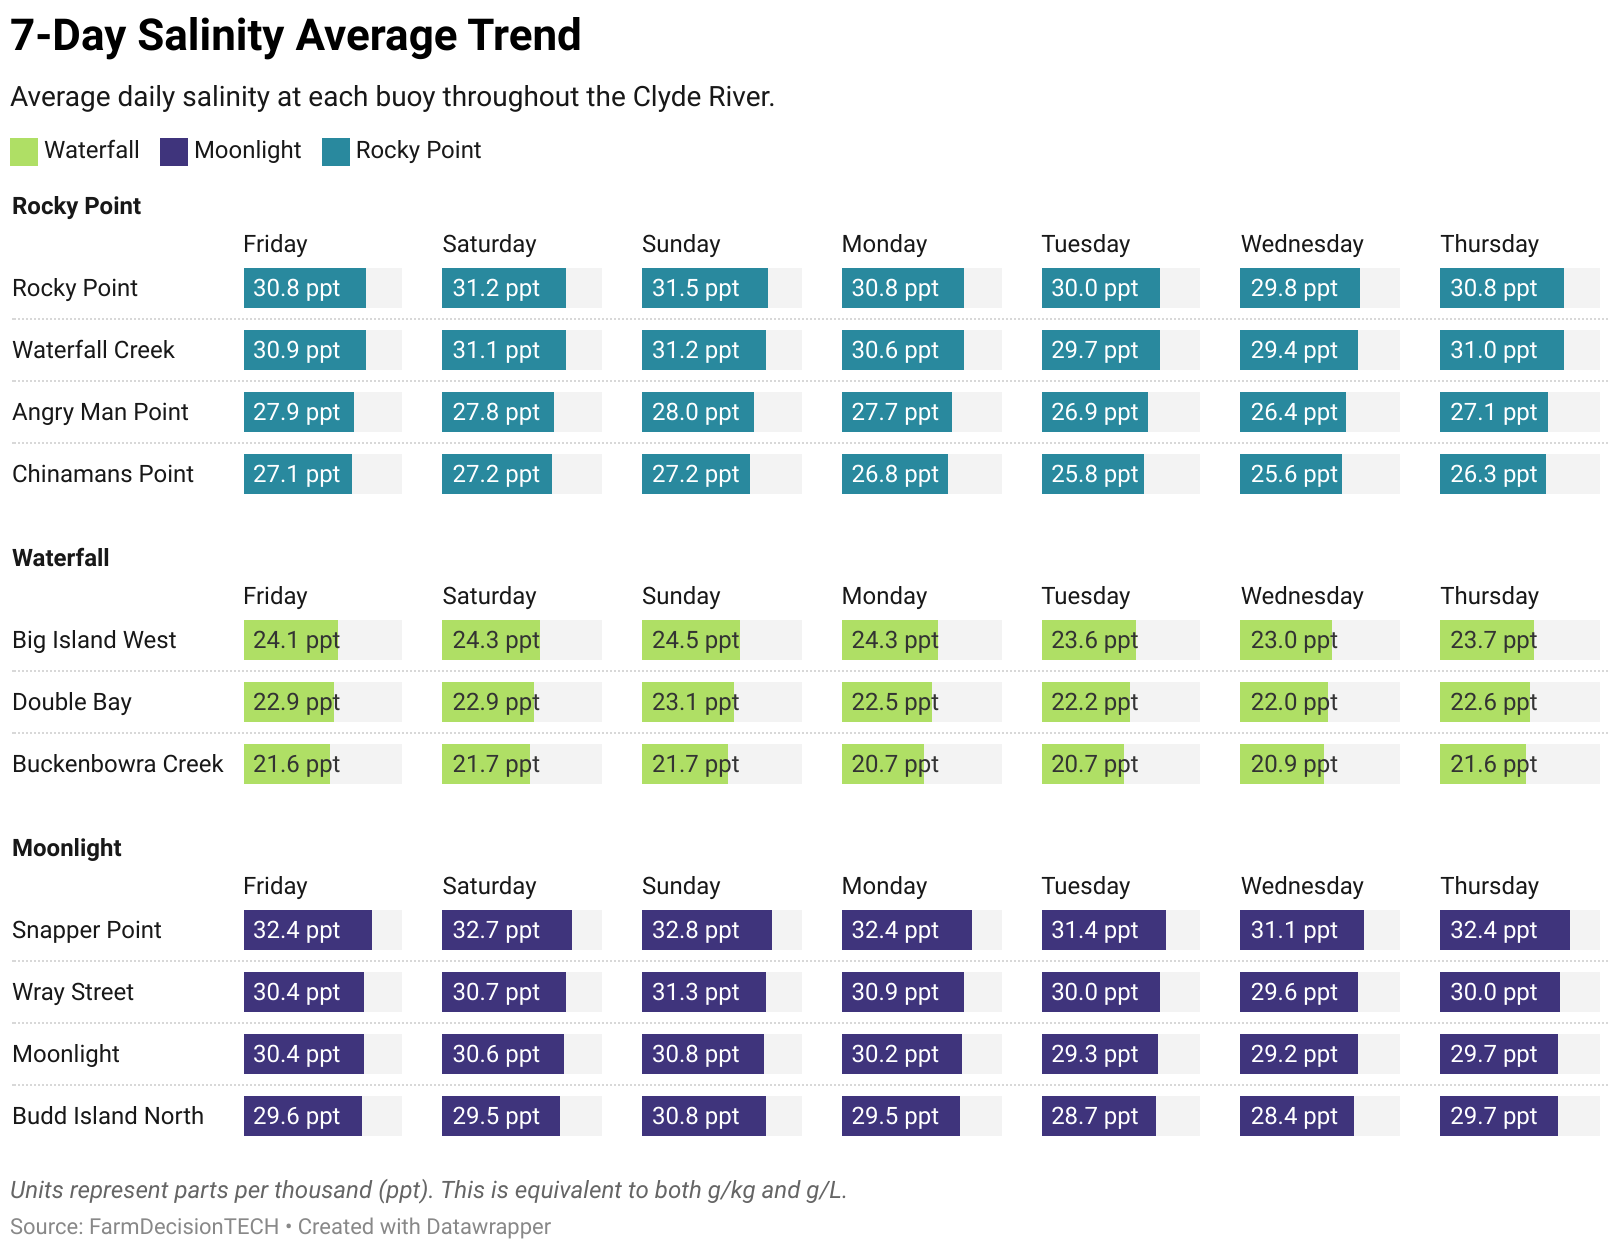 7-Day Salinity Average Trend
Average daily salinity at each buoy throughout the Clyde River.
Waterfall Moonlight Rocky Point
Rocky Point
Friday Saturday Sunday Monday Tuesday Wednesday Thursday
Rocky Point 30.8 ppt 31.2 ppt 31.5 ppt 30.8 ppt 30.0 ppt 29.8 ppt 30.8 ppt
Waterfall Creek 30.9 ppt 31.1 ppt 31.2 ppt 30.6 ppt 29.7 ppt 29.4 ppt 31.0 ppt
Angry Man Point 27.9 ppt 27.8 ppt 28.0 ppt 27.7 ppt 26.9 ppt 26.4 ppt 27.1 ppt
Chinamans Point 27.1 ppt 27.2 ppt 27.2 ppt 26.8 ppt 25.8 ppt 25.6 ppt 26.3 ppt
Waterfall
Friday Saturday Sunday Monday Tuesday Wednesday Thursday
Big Island West 24.1 ppt 24.3 ppt 24.5 ppt 24.3 ppt 23.6 ppt 23.0 ppt 23.7 ppt
Double Bay 22.9 ppt 22.9 ppt 23.1 ppt 22.5 ppt 22.2 ppt 22.0 ppt 22.6 ppt
Buckenbowra Creek 21.6 ppt 21.7 ppt 21.7 ppt 20.7 ppt 20.7 ppt 20.9 ppt 21.6 ppt
Moonlight
Friday Saturday Sunday Monday Tuesday Wednesday Thursday
Snapper Point 32.4 ppt 32.7 ppt 32.8 ppt 32.4 ppt 31.4 ppt 31.1 ppt 32.4 ppt
Wray Street 30.4 ppt 30.7 ppt 31.3 ppt 30.9 ppt 30.0 ppt 29.6 ppt 30.0 ppt
Moonlight 30.4 ppt 30.6 ppt 30.8 ppt 30.2 ppt 29.3 ppt 29.2 ppt 29.7 ppt
Budd Island North 29.6 ppt 29.5 ppt 30.8 ppt 29.5 ppt 28.7 ppt 28.4 ppt 29.7 ppt
Units represent parts per thousand (ppt). This is equivalent to both g/kg and g/L.
Source: FarmDecisionTECH • Created with Datawrapper